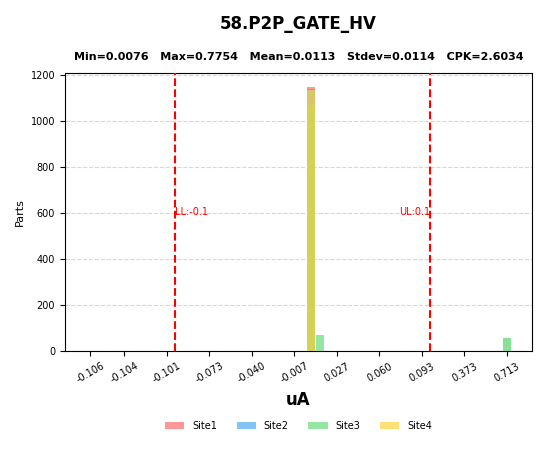 58.P2P_GATE_HV
Min=0.0076 Max=0.7754 Mean=0.0113 Stdev=0.0114 CPK=2.6034
1200
1000
800
600
400
200
0
Parts
LL:-0.1
UL:0.1
-0.106
-0.104
-0.101
-0.073
-0.040
-0.007
0.027
0.060
0.093
0.373
0.713
uA
Site1 Site2 Site3 Site4